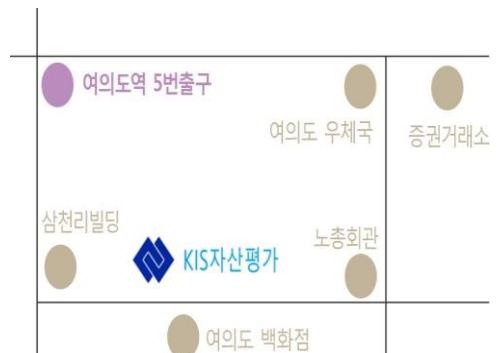 여의도역 5번출구
여의도 우체국
증권거래소
삼천리빌딩
노총회관
KIS자산평가
여의도 백화점